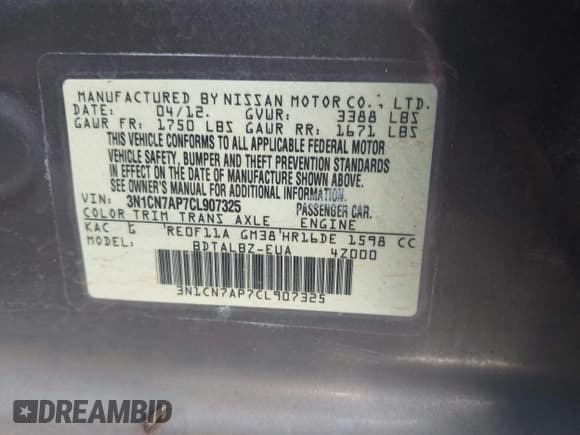 MANUFACTURED BY NISSAN MOTOR CO., LTD.
DATE: 04/12. GVWR: 3388 LBS
GAWR FR: 1750 LBS GAWR RR: 1671 LBS
THIS VEHICLE CONFORMS TO ALL APPLICABLE FEDERAL MOTOR
VEHICLE SAFETY, BUMPER AND THEFT PREVENTION STANDARDS
IN EFFECT ON THE DATE OF MANUFACTURE SHOWN ABOVE.
SEE OWNER'S MANUAL FOR ADDITIONAL INFORMATION.
VIN: 3N1CN7AP7CL907325 PASSENGER CAR.
COLOR TRIM TRANS AXLE ENGINE
KAC G RE0F11A GM38 HR16DE 1598 CC
MODEL: BDTALBZ-EUA 4Z000
3N1CN7AP7CL907325
DREAMBID